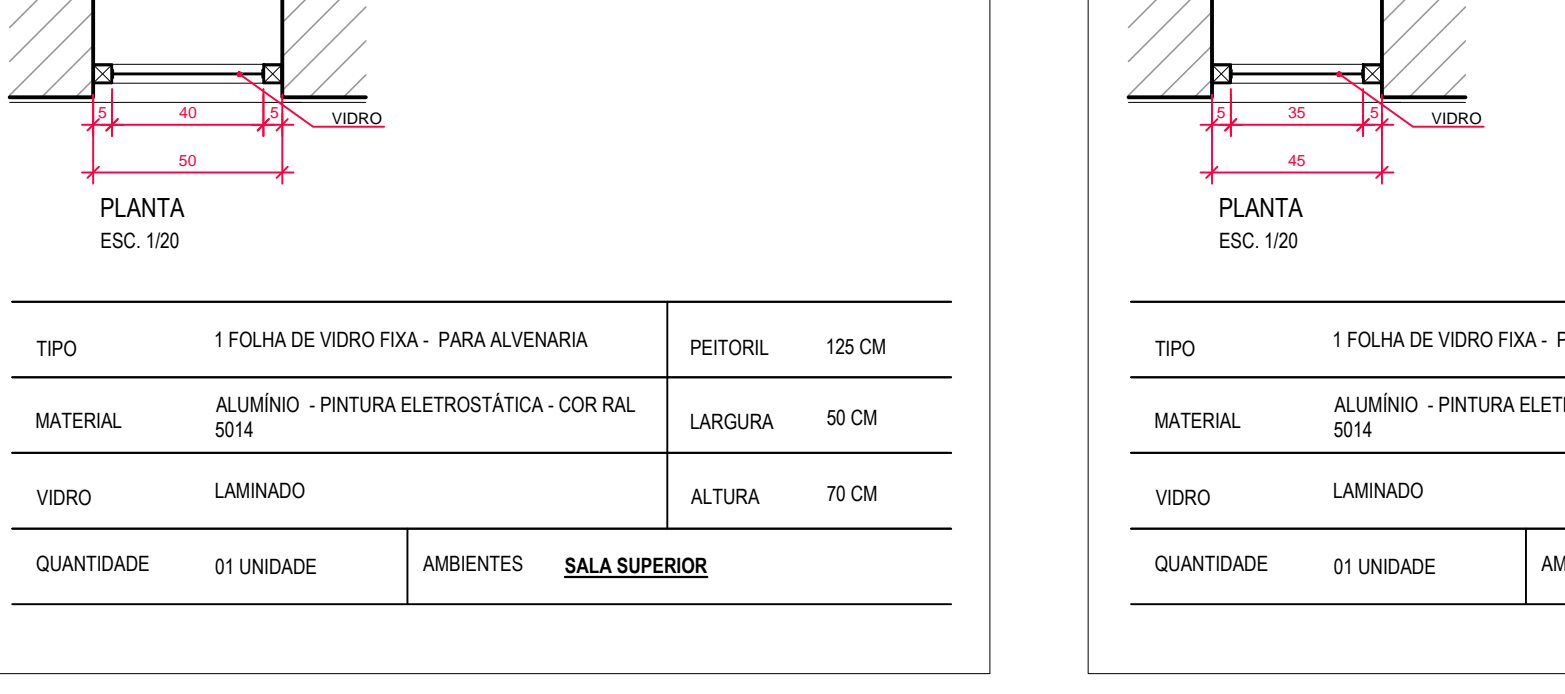 5 40 5
VIDRO
50
PLANTA
ESC. 1/20
TIPO 1 FOLHA DE VIDRO FIXA - PARA ALVENARIA PEITORIL 125 CM
MATERIAL ALUMÍNIO - PINTURA ELETROSTÁTICA - COR RAL
5014
LARGURA 50 CM
VIDRO LAMINADO ALTURA 70 CM
QUANTIDADE 01 UNIDADE AMBIENTES SALA SUPERIOR
5 35 5
VIDRO
45
PLANTA
ESC. 1/20
TIPO 1 FOLHA DE VIDRO FIXA - P
MATERIAL ALUMÍNIO - PINTURA ELET
5014
VIDRO LAMINADO
QUANTIDADE 01 UNIDADE AM